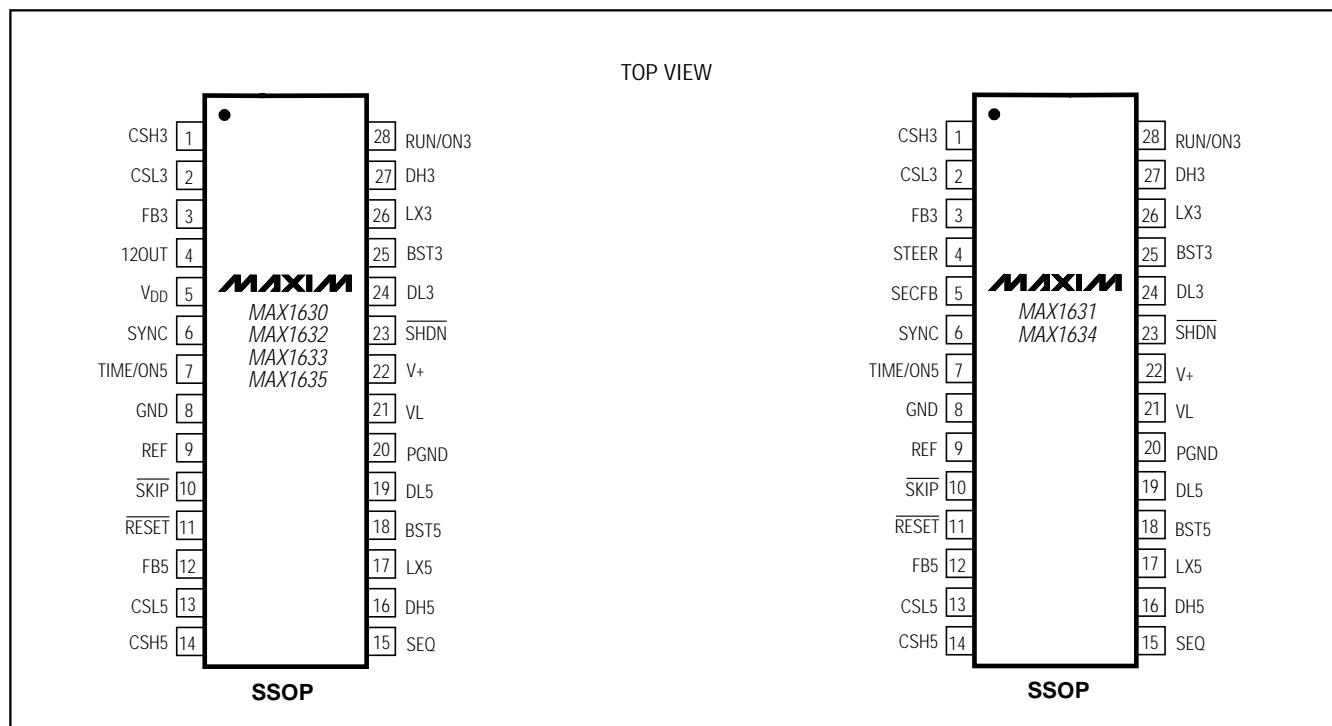 TOP VIEW
CSH3 1
CSL3 2
FB3 3
12OUT 4
VDD 5
SYNC 6
TIME/ON5 7
GND 8
REF 9
SKIP 10
RESET 11
FB5 12
CSL5 13
CSH5 14
MAXIM
MAX1630
MAX1632
MAX1633
MAX1635
28 RUN/ON3
27 DH3
26 LX3
25 BST3
24 DL3
23 SHDN
22 V+
21 VL
20 PGND
19 DL5
18 BST5
17 LX5
16 DH5
15 SEQ
SSOP
CSH3 1
CSL3 2
FB3 3
STEER 4
SECFB 5
SYNC 6
TIME/ON5 7
GND 8
REF 9
SKIP 10
RESET 11
FB5 12
CSL5 13
CSH5 14
MAXIM
MAX1631
MAX1634
28 RUN/ON3
27 DH3
26 LX3
25 BST3
24 DL3
23 SHDN
22 V+
21 VL
20 PGND
19 DL5
18 BST5
17 LX5
16 DH5
15 SEQ
SSOP